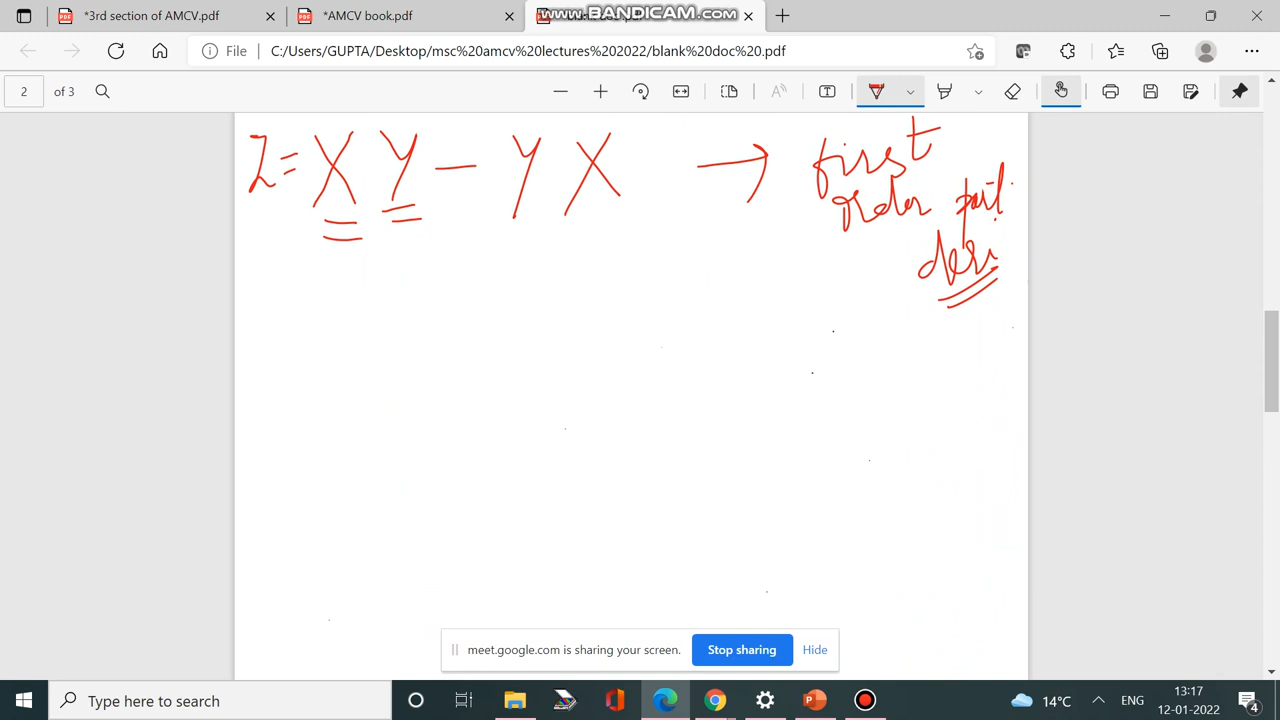 *3rd section of AMCV.pdf
*AMCV book.pdf
WWW.BANDICAM.COM
File
C:/Users/GUPTA/Desktop/msc%20amcv%20lectures%202022/blank%20doc%20.pdf
2
of 3
Z = X Y — Y X → first
order part
deri
meet.google.com is sharing your screen.
Stop sharing
Hide
Type here to search
14°C
ENG
13:17
12-01-2022
4